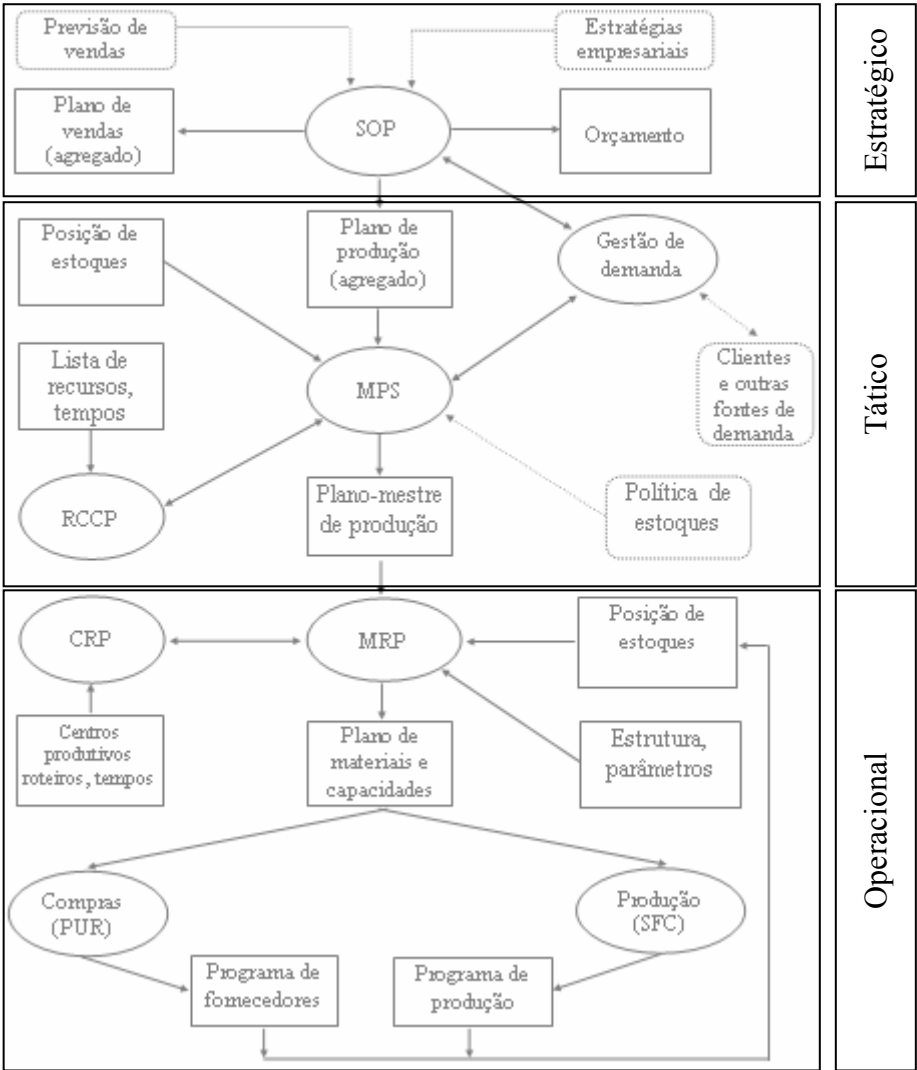 Previsão de
vendas
Estratégias
empresariais
Plano de
vendas
(agregado)
SOP
Orçamento
Estratégico
Posição de
estoques
Plano de
produção
(agregado)
Gestão de
demanda
Lista de
recursos,
tempos
MPS
Clientes
e outras
fontes de
demanda
RCCP
Plano-mestre
de produção
Política de
estoques
Tático
CRP
MRP
Posição de
estoques
Centros
produtivos
roteiros, tempos
Plano de
materiais e
capacidades
Estrutura,
parâmetros
Compras
(PUR)
Produção
(SFC)
Programa de
fornecedores
Programa de
produção
Operacional